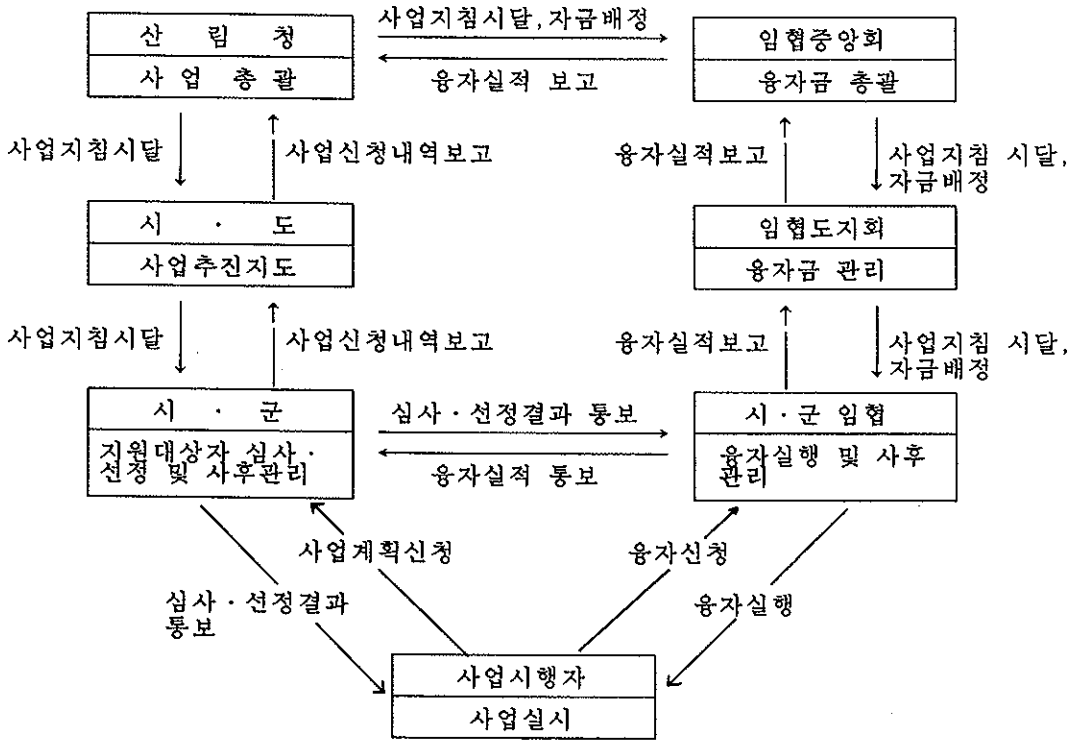 사업지침시달,자금배정
산 림 청
임협중앙회
사 업 총 괄
융자실적 보고
융자금 총괄
사업지침시달
사업신청내역보고
융자실적보고
사업지침 시달,
자금배정
시 · 도
임협도지회
사업추진지도
융자금 관리
사업지침시달
사업신청내역보고
융자실적보고
사업지침 시달,
자금배정
시 · 군
심사 · 선정결과 통보
시 · 군 임협
지원대상자 심사 ·
선정 및 사후관리
융자실적 통보
융자실행 및 사후
관리
사업계획신청
융자신청
심사 · 선정결과
통보
융자실행
사업시행자
사업실시